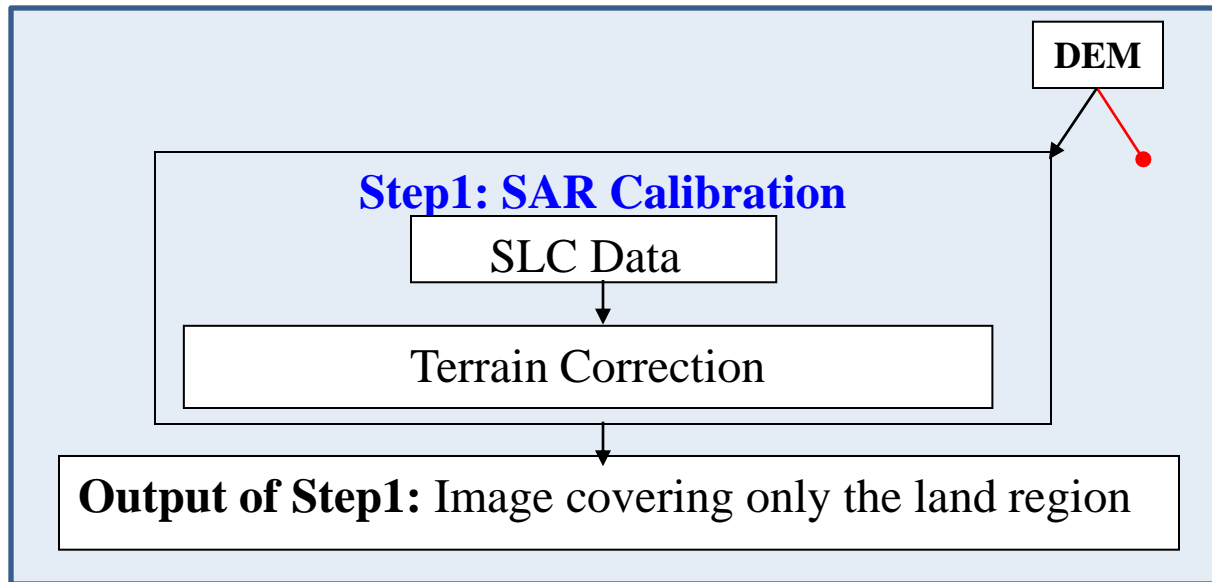 DEM
Step1: SAR Calibration
SLC Data
Terrain Correction
Output of Step1: Image covering only the land region